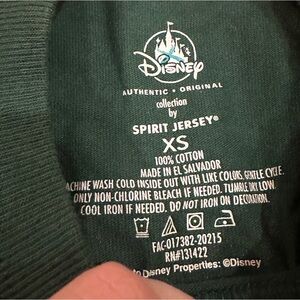 Disney
AUTHENTIC • ORIGINAL
collection
by
SPIRIT JERSEY®
XS
100% COTTON
MADE IN EL SALVADOR
ACHINE WASH COLD INSIDE OUT WITH LIKE COLORS. GENTLE CYCLE.
ONLY NON-CHLORINE BLEACH IF NEEDED. TUMBLE DRY LOW.
COOL IRON IF NEEDED. DO NOT IRON ON DECORATION.
FAC-017382-20215
RN#131422
to Disney Properties: ©Disney